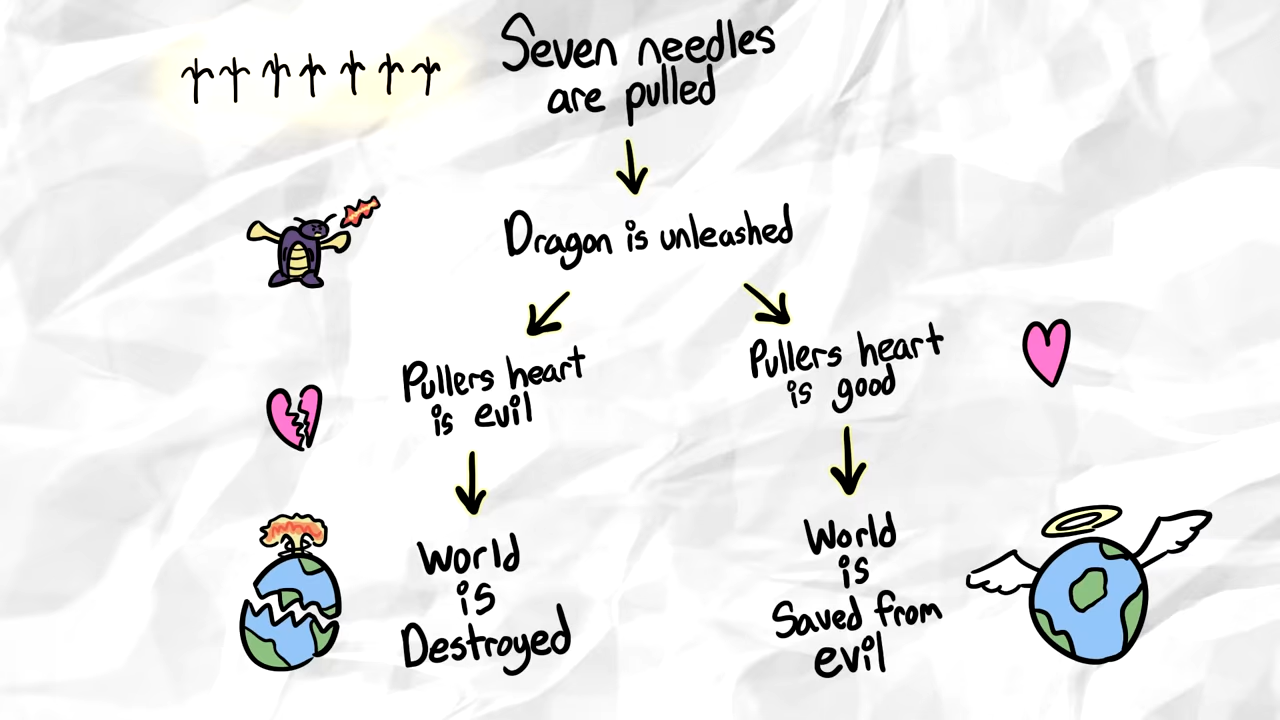 Seven needles
are pulled
Dragon is unleashed
Pullers heart
is evil
Pullers heart
is good
World
is
Destroyed
World
is
Saved from
evil